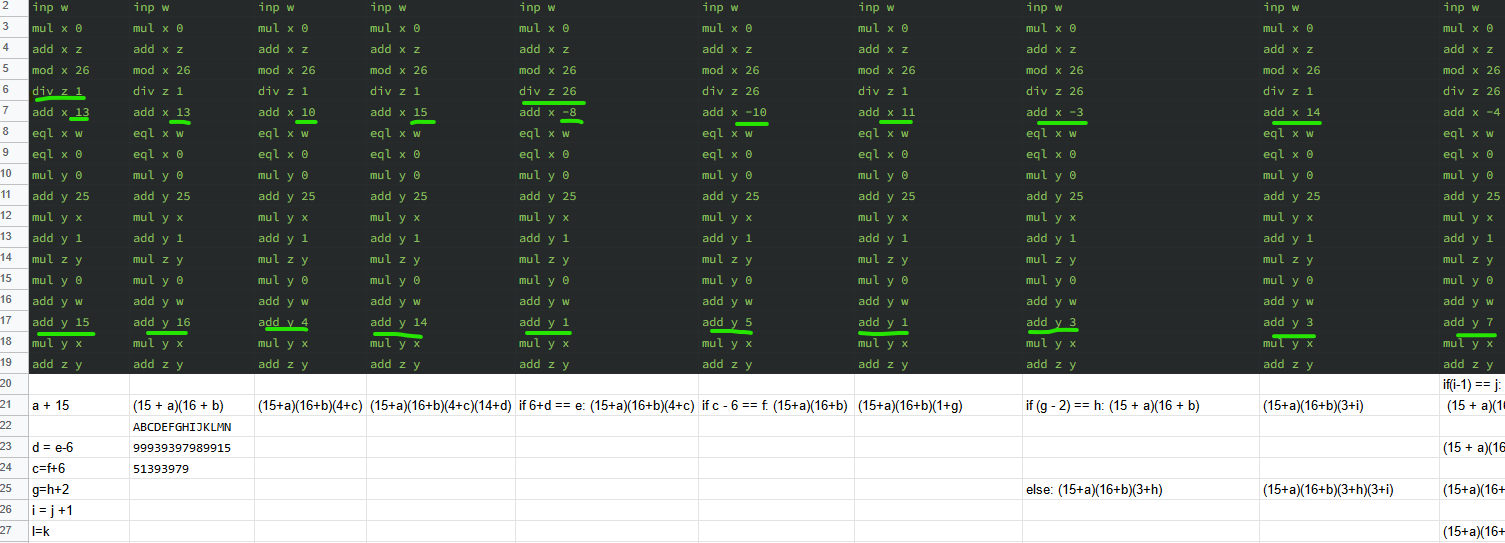 2 inp w inp w inp w inp w inp w inp w inp w inp w inp w inp w
3 mul x 0 mul x 0 mul x 0 mul x 0 mul x 0 mul x 0 mul x 0 mul x 0 mul x 0 mul x 0
4 add x z add x z add x z add x z add x z add x z add x z add x z add x z add x z
5 mod x 26 mod x 26 mod x 26 mod x 26 mod x 26 mod x 26 mod x 26 mod x 26 mod x 26 mod x 26
6 div z 1 div z 1 div z 1 div z 1 div z 26 div z 26 div z 1 div z 26 div z 1 div z 26
7 add x 13 add x 13 add x 10 add x 15 add x -8 add x -10 add x 11 add x -3 add x 14 add x -4
8 eql x w eql x w eql x w eql x w eql x w eql x w eql x w eql x w eql x w eql x w
9 eql x 0 eql x 0 eql x 0 eql x 0 eql x 0 eql x 0 eql x 0 eql x 0 eql x 0 eql x 0
10 mul y 0 mul y 0 mul y 0 mul y 0 mul y 0 mul y 0 mul y 0 mul y 0 mul y 0 mul y 0
11 add y 25 add y 25 add y 25 add y 25 add y 25 add y 25 add y 25 add y 25 add y 25 add y 25
12 mul y x mul y x mul y x mul y x mul y x mul y x mul y x mul y x mul y x mul y x
13 add y 1 add y 1 add y 1 add y 1 add y 1 add y 1 add y 1 add y 1 add y 1 add y 1
14 mul z y mul z y mul z y mul z y mul z y mul z y mul z y mul z y mul z y mul z y
15 mul y 0 mul y 0 mul y 0 mul y 0 mul y 0 mul y 0 mul y 0 mul y 0 mul y 0 mul y 0
16 add y w add y w add y w add y w add y w add y w add y w add y w add y w add y w
17 add y 15 add y 16 add y 4 add y 14 add y 1 add y 5 add y 1 add y 3 add y 3 add y 7
18 mul y x mul y x mul y x mul y x mul y x mul y x mul y x mul y x mul y x mul y x
19 add z y add z y add z y add z y add z y add z y add z y add z y add z y add z y
20 if(i-1) == j:
21 a + 15 (15 + a)(16 + b) (15+a)(16+b)(4+c) (15+a)(16+b)(4+c)(14+d) if 6+d == e: (15+a)(16+b)(4+c) if c - 6 == f: (15+a)(16+b) (15+a)(16+b)(1+g) if (g - 2) == h: (15 + a)(16 + b) (15+a)(16+b)(3+i) (15 + a)(16
22 ABCDEFGHIJKLMN
23 d = e-6 99939397989915 (15 + a)(16
24 c=f+6 51393979
25 g=h+2 else: (15+a)(16+b)(3+h) (15+a)(16+b)(3+h)(3+i) (15+a)(16+
26 i = j +1
27 l=k (15+a)(16+